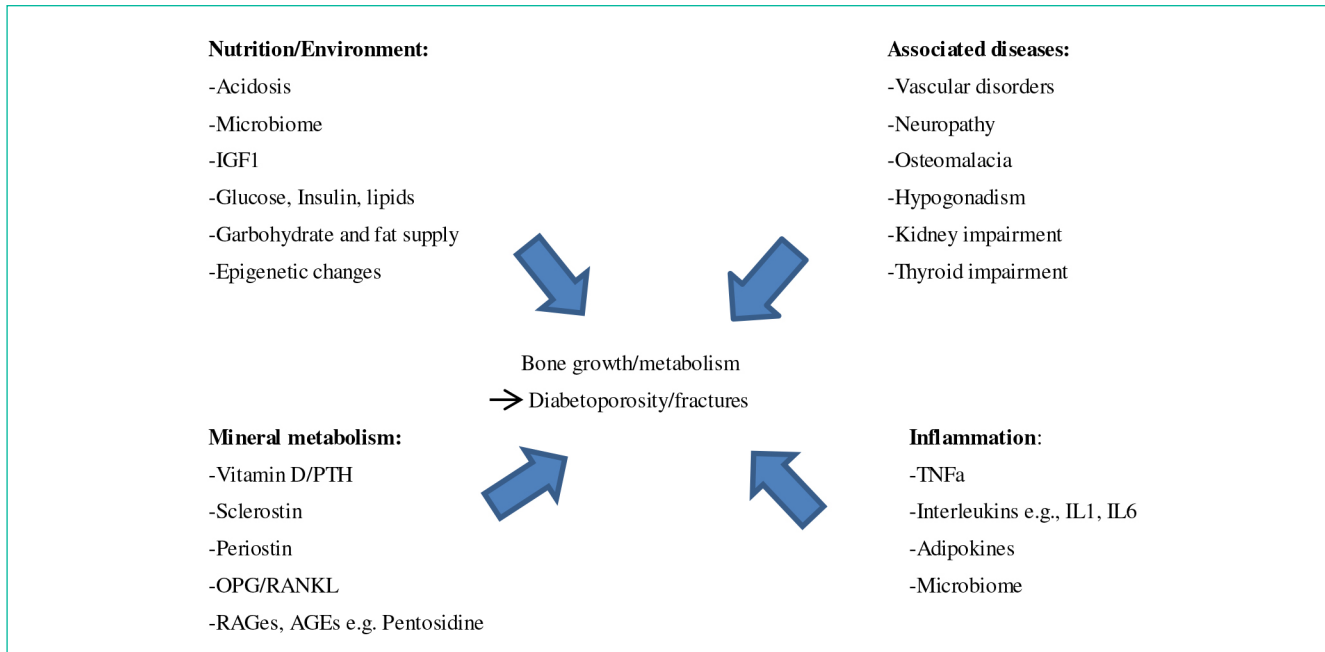 Nutrition/Environment:
-Acidosis
-Microbiome
-IGF1
-Glucose, Insulin, lipids
-Garbohydrate and fat supply
-Epigenetic changes
Associated diseases:
-Vascular disorders
-Neuropathy
-Osteomalacia
-Hypogonadism
-Kidney impairment
-Thyroid impairment
Bone growth/metabolism
→ Diabetoporosity/fractures
Mineral metabolism:
-Vitamin D/PTH
-Sclerostin
-Periostin
-OPG/RANKL
-RAGes, AGEs e.g. Pentosidine
Inflammation:
-TNFa
-Interleukins e.g., IL1, IL6
-Adipokines
-Microbiome